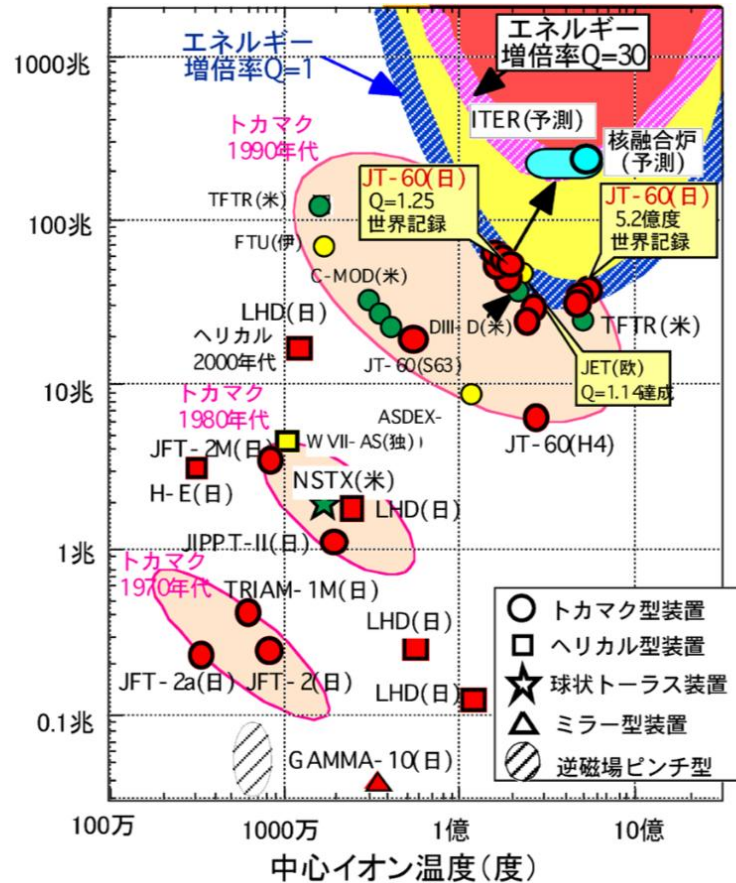 エネルギー
増倍率Q=1
エネルギー
増倍率Q=30
1000兆
100兆
10兆
1兆
0.1兆
トカマク
1990年代
ITER(予測)
核融合炉
(予測)
JT-60(日)
Q=1.25
世界記録
JT-60(日)
5.2億度
世界記録
TFTR(米)
FTU(伊)
C-MOD(米)
LHD(日)
ヘリカル
2000年代
DIII-D(米)
TFTR(米)
JT-60(S63)
JET(欧)
Q=1.14達成
トカマク
1980年代
ASDEX-
WVII-AS(独)
JFT-2M(日)
JT-60(H4)
H-E(日)
NSTX(米)
LHD(日)
JIPPT-II(日)
トカマク
1970年代
TRIAM-1M(日)
LHD(日)
JFT-2a(日)
JFT-2(日)
LHD(日)
GAMMA-10(日)
トカマク型装置
ヘリカル型装置
球状トーラス装置
ミラー型装置
逆磁場ピンチ型
100万
1000万
1億
10億
中心イオン温度(度)